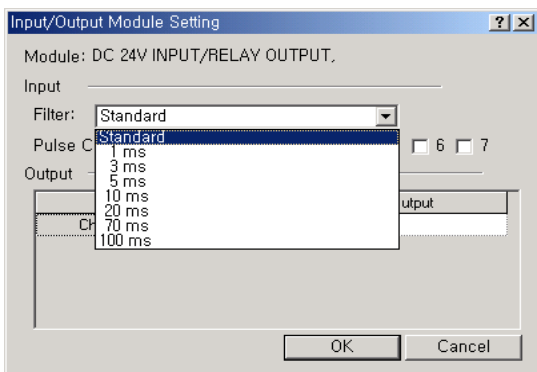 Input/Output Module Setting
Module: DC 24V INPUT/RELAY OUTPUT,
Input
Filter: Standard
Standard
Pulse C 6 7
1 ms
3 ms
5 ms
Output
10 ms
utput
20 ms
Ch
70 ms
100 ms
OK Cancel